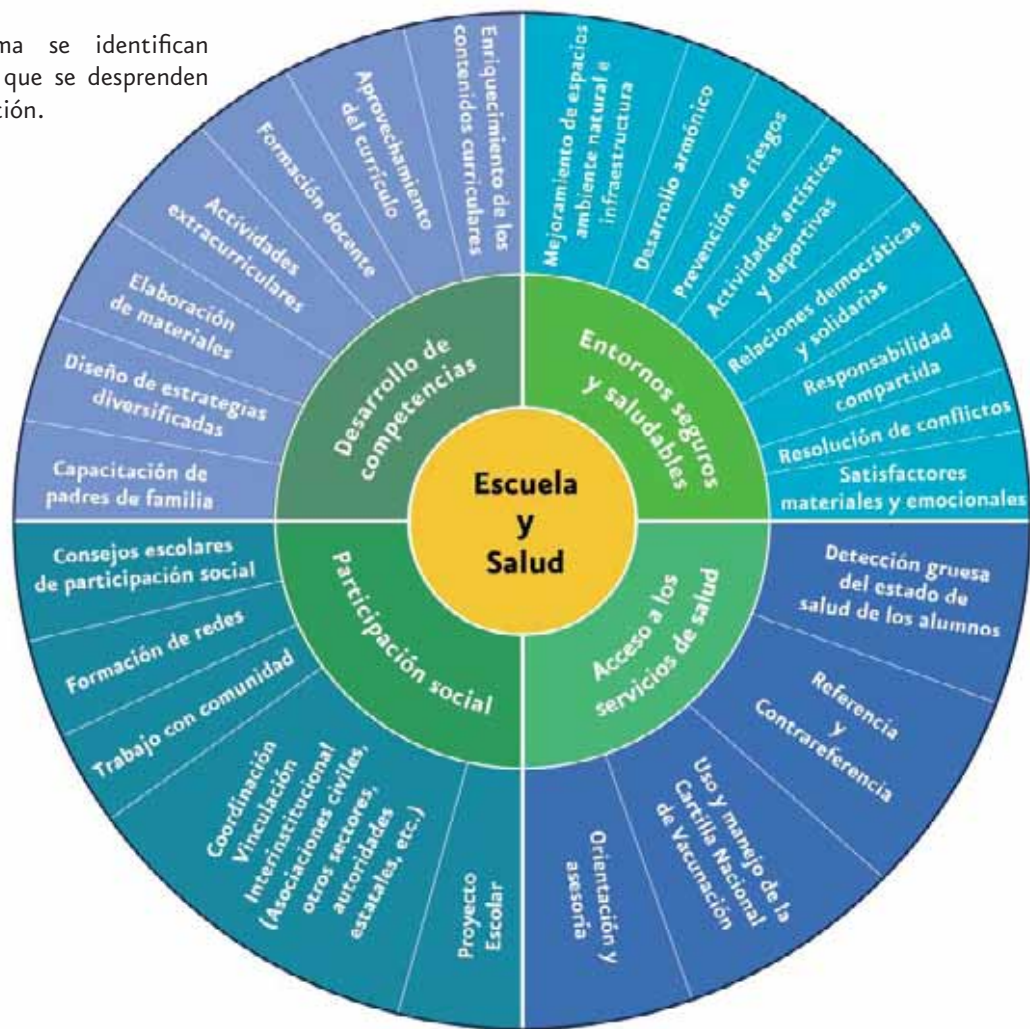 ma se identifican
que se desprenden
ción.
Escuela
y
Salud
Desarrollo de
competencias
Capacitación de
padres de familia
Diseño de estrategias
diversificadas
Elaboración
de materiales
Actividades
extracurriculares
Formación docente
Aprovechamiento
del currículo
Enriquecimiento de los
contenidos curriculares
Entornos seguros
y saludables
Mejoramiento de espacios
ambiente natural e
infraestructura
Desarrollo armónico
Prevención de riesgos
Actividades artísticas
y deportivas
Relaciones democráticas
y solidarias
Responsabilidad
compartida
Resolución de conflictos
Satisfactores
materiales y emocionales
Acceso a los
servicios de salud
Detección gruesa
del estado de
salud de los alumnos
Referencia
y
Contrareferencia
Uso y manejo de la
Cartilla Nacional
de Vacunación
Orientación y
asesoría
Participación social
Proyecto
Escolar
Coordinación
Vinculación
Interinstitucional
(Asociaciones civiles,
otros sectores,
autoridades
estatales, etc.)
Trabajo con comunidad
Formación de redes
Consejos escolares
de participación social